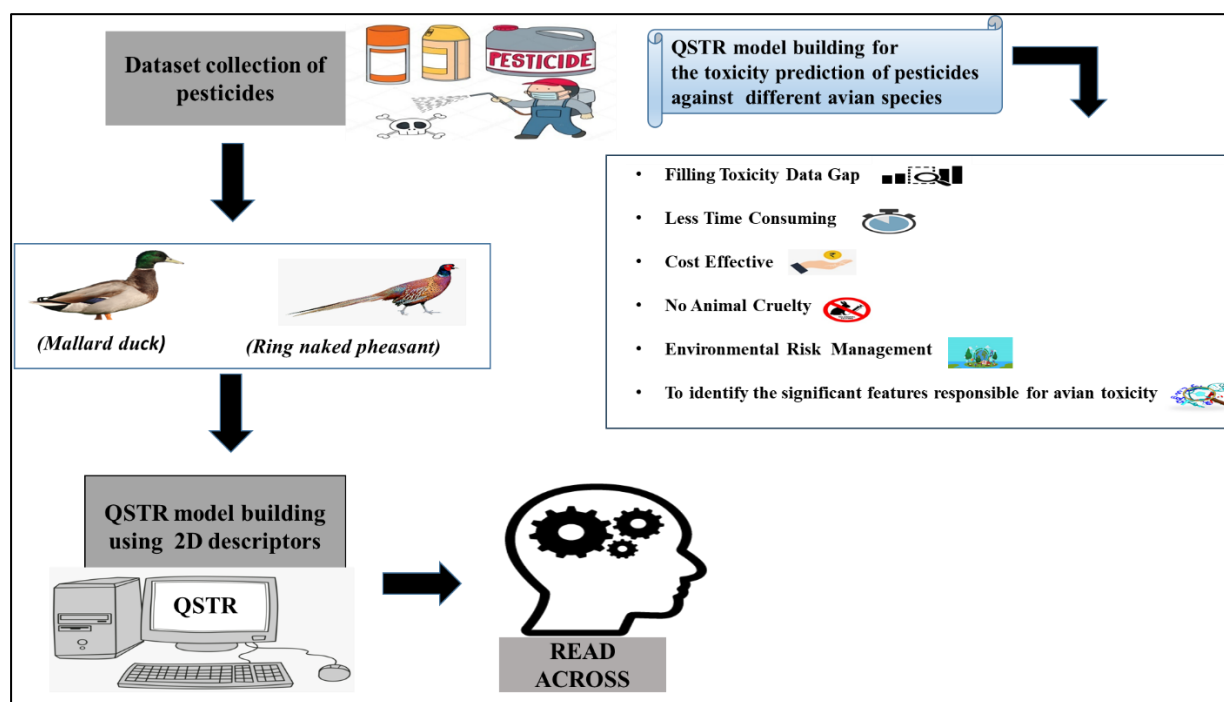 Dataset collection of
pesticides
PESTICIDE
(Mallard duck)
(Ring naked pheasant)
QSTR model building
using 2D descriptors
QSTR
READ
ACROSS
QSTR model building for
the toxicity prediction of pesticides
against different avian species
• Filling Toxicity Data Gap
• Less Time Consuming
• Cost Effective
• No Animal Cruelty
• Environmental Risk Management
• To identify the significant features responsible for avian toxicity